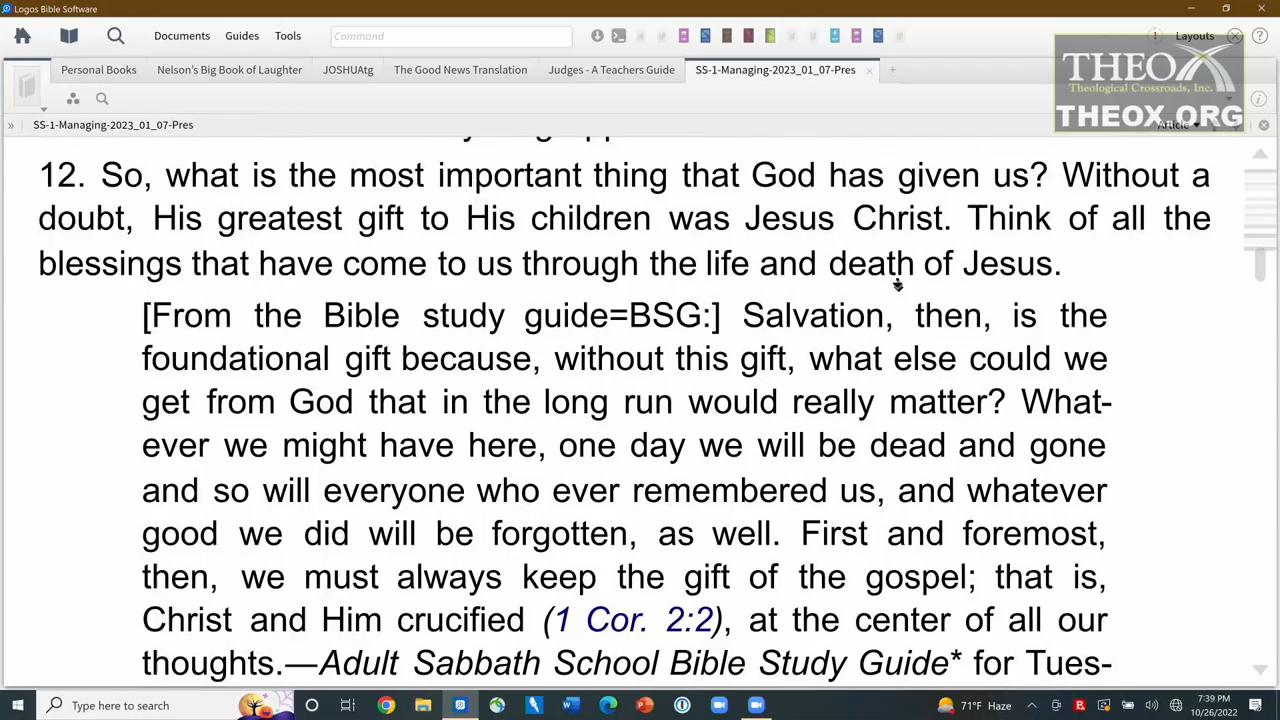 Logos Bible Software
Documents Guides Tools Command Layouts
Personal Books Nelson's Big Book of Laughter JOSHUAtg The Good News Translation Judges - A Teachers Guide SS-1-Managing-2023_01_07-Pres
THEOX
Theological Crossroads, Inc.
THEOX.ORG
SS-1-Managing-2023_01_07-Pres Article
12. So, what is the most important thing that God has given us? Without a
doubt, His greatest gift to His children was Jesus Christ. Think of all the
blessings that have come to us through the life and death of Jesus.
[From the Bible study guide=BSG:] Salvation, then, is the
foundational gift because, without this gift, what else could we
get from God that in the long run would really matter? What-
ever we might have here, one day we will be dead and gone
and so will everyone who ever remembered us, and whatever
good we did will be forgotten, as well. First and foremost,
then, we must always keep the gift of the gospel; that is,
Christ and Him crucified (1 Cor. 2:2), at the center of all our
thoughts.—Adult Sabbath School Bible Study Guide* for Tues-
Type here to search
71°F Haze
7:39 PM
10/26/2022